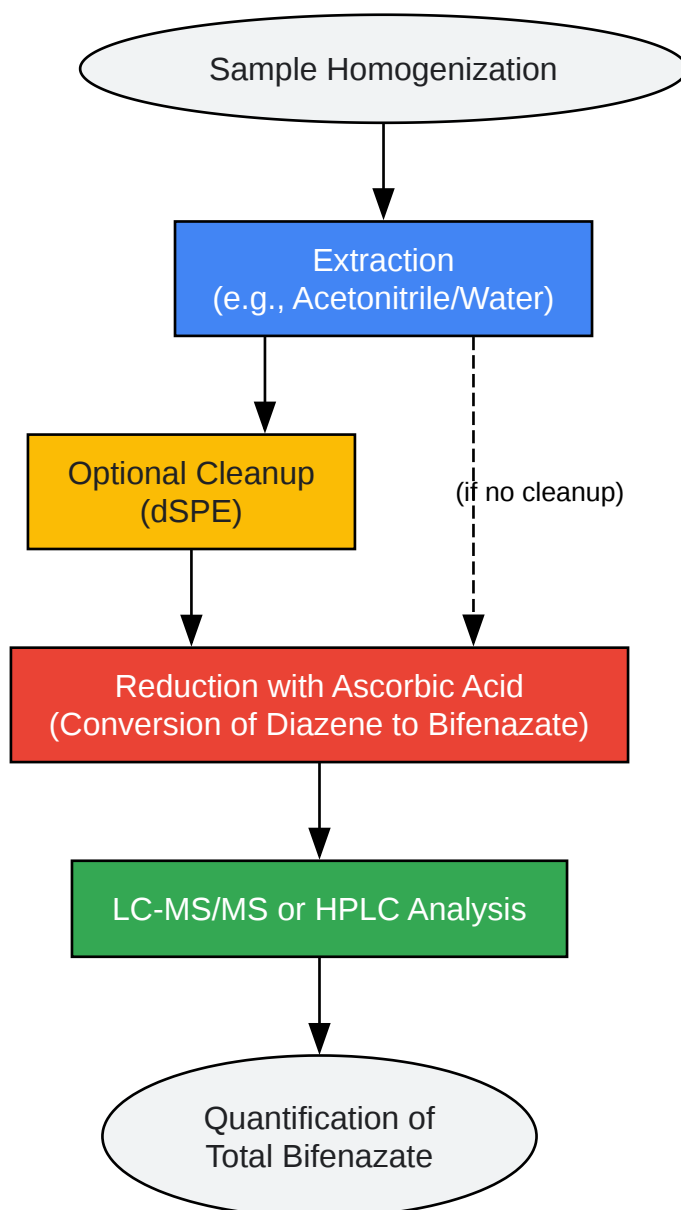 Sample Homogenization
Extraction
(e.g., Acetonitrile/Water)
Optional Cleanup
(dSPE)
(if no cleanup)
Reduction with Ascorbic Acid
(Conversion of Diazene to Bifenazate)
LC-MS/MS or HPLC Analysis
Quantification of
Total Bifenazate